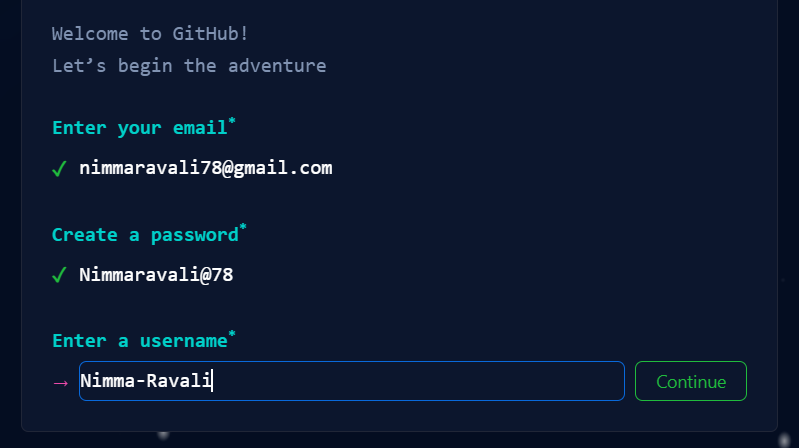 Welcome to GitHub!
Let’s begin the adventure
Enter your email*
✓ nimmaravali78@gmail.com
Create a password*
✓ Nimmaravali@78
Enter a username*
→ Nimma-Ravali
Continue